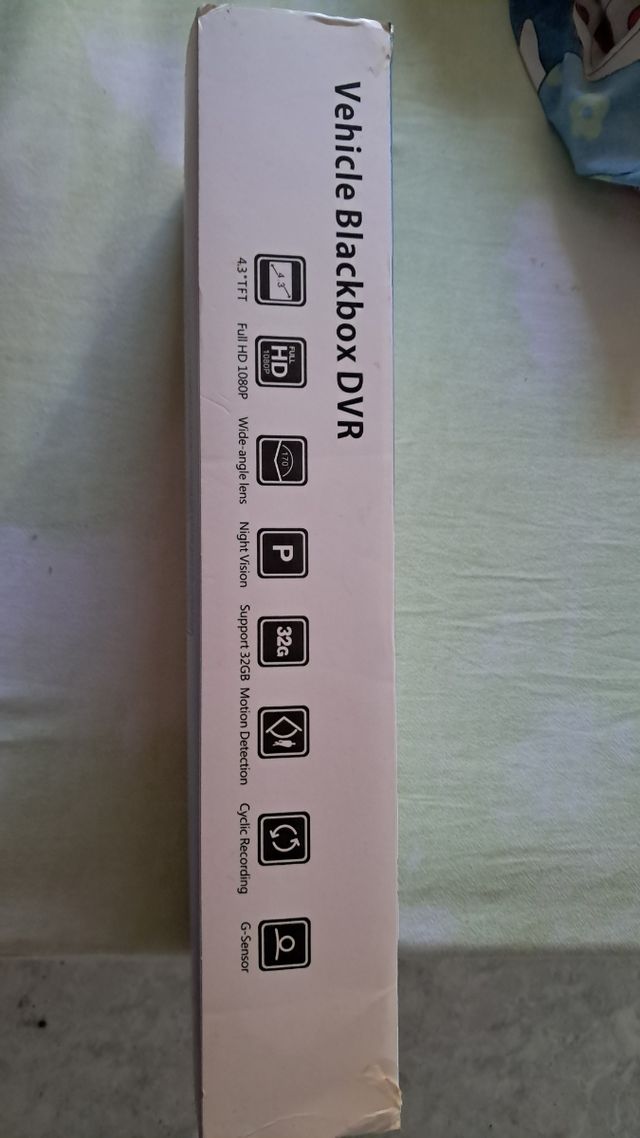 Vehicle Blackbox DVR
4.3
FULL
HD
1080P
170
P
32G
4.3"TFT
Full HD 1080P
Wide-angle lens
Night Vision
Support 32GB
Motion Detection
Cyclic Recording
G-Sensor